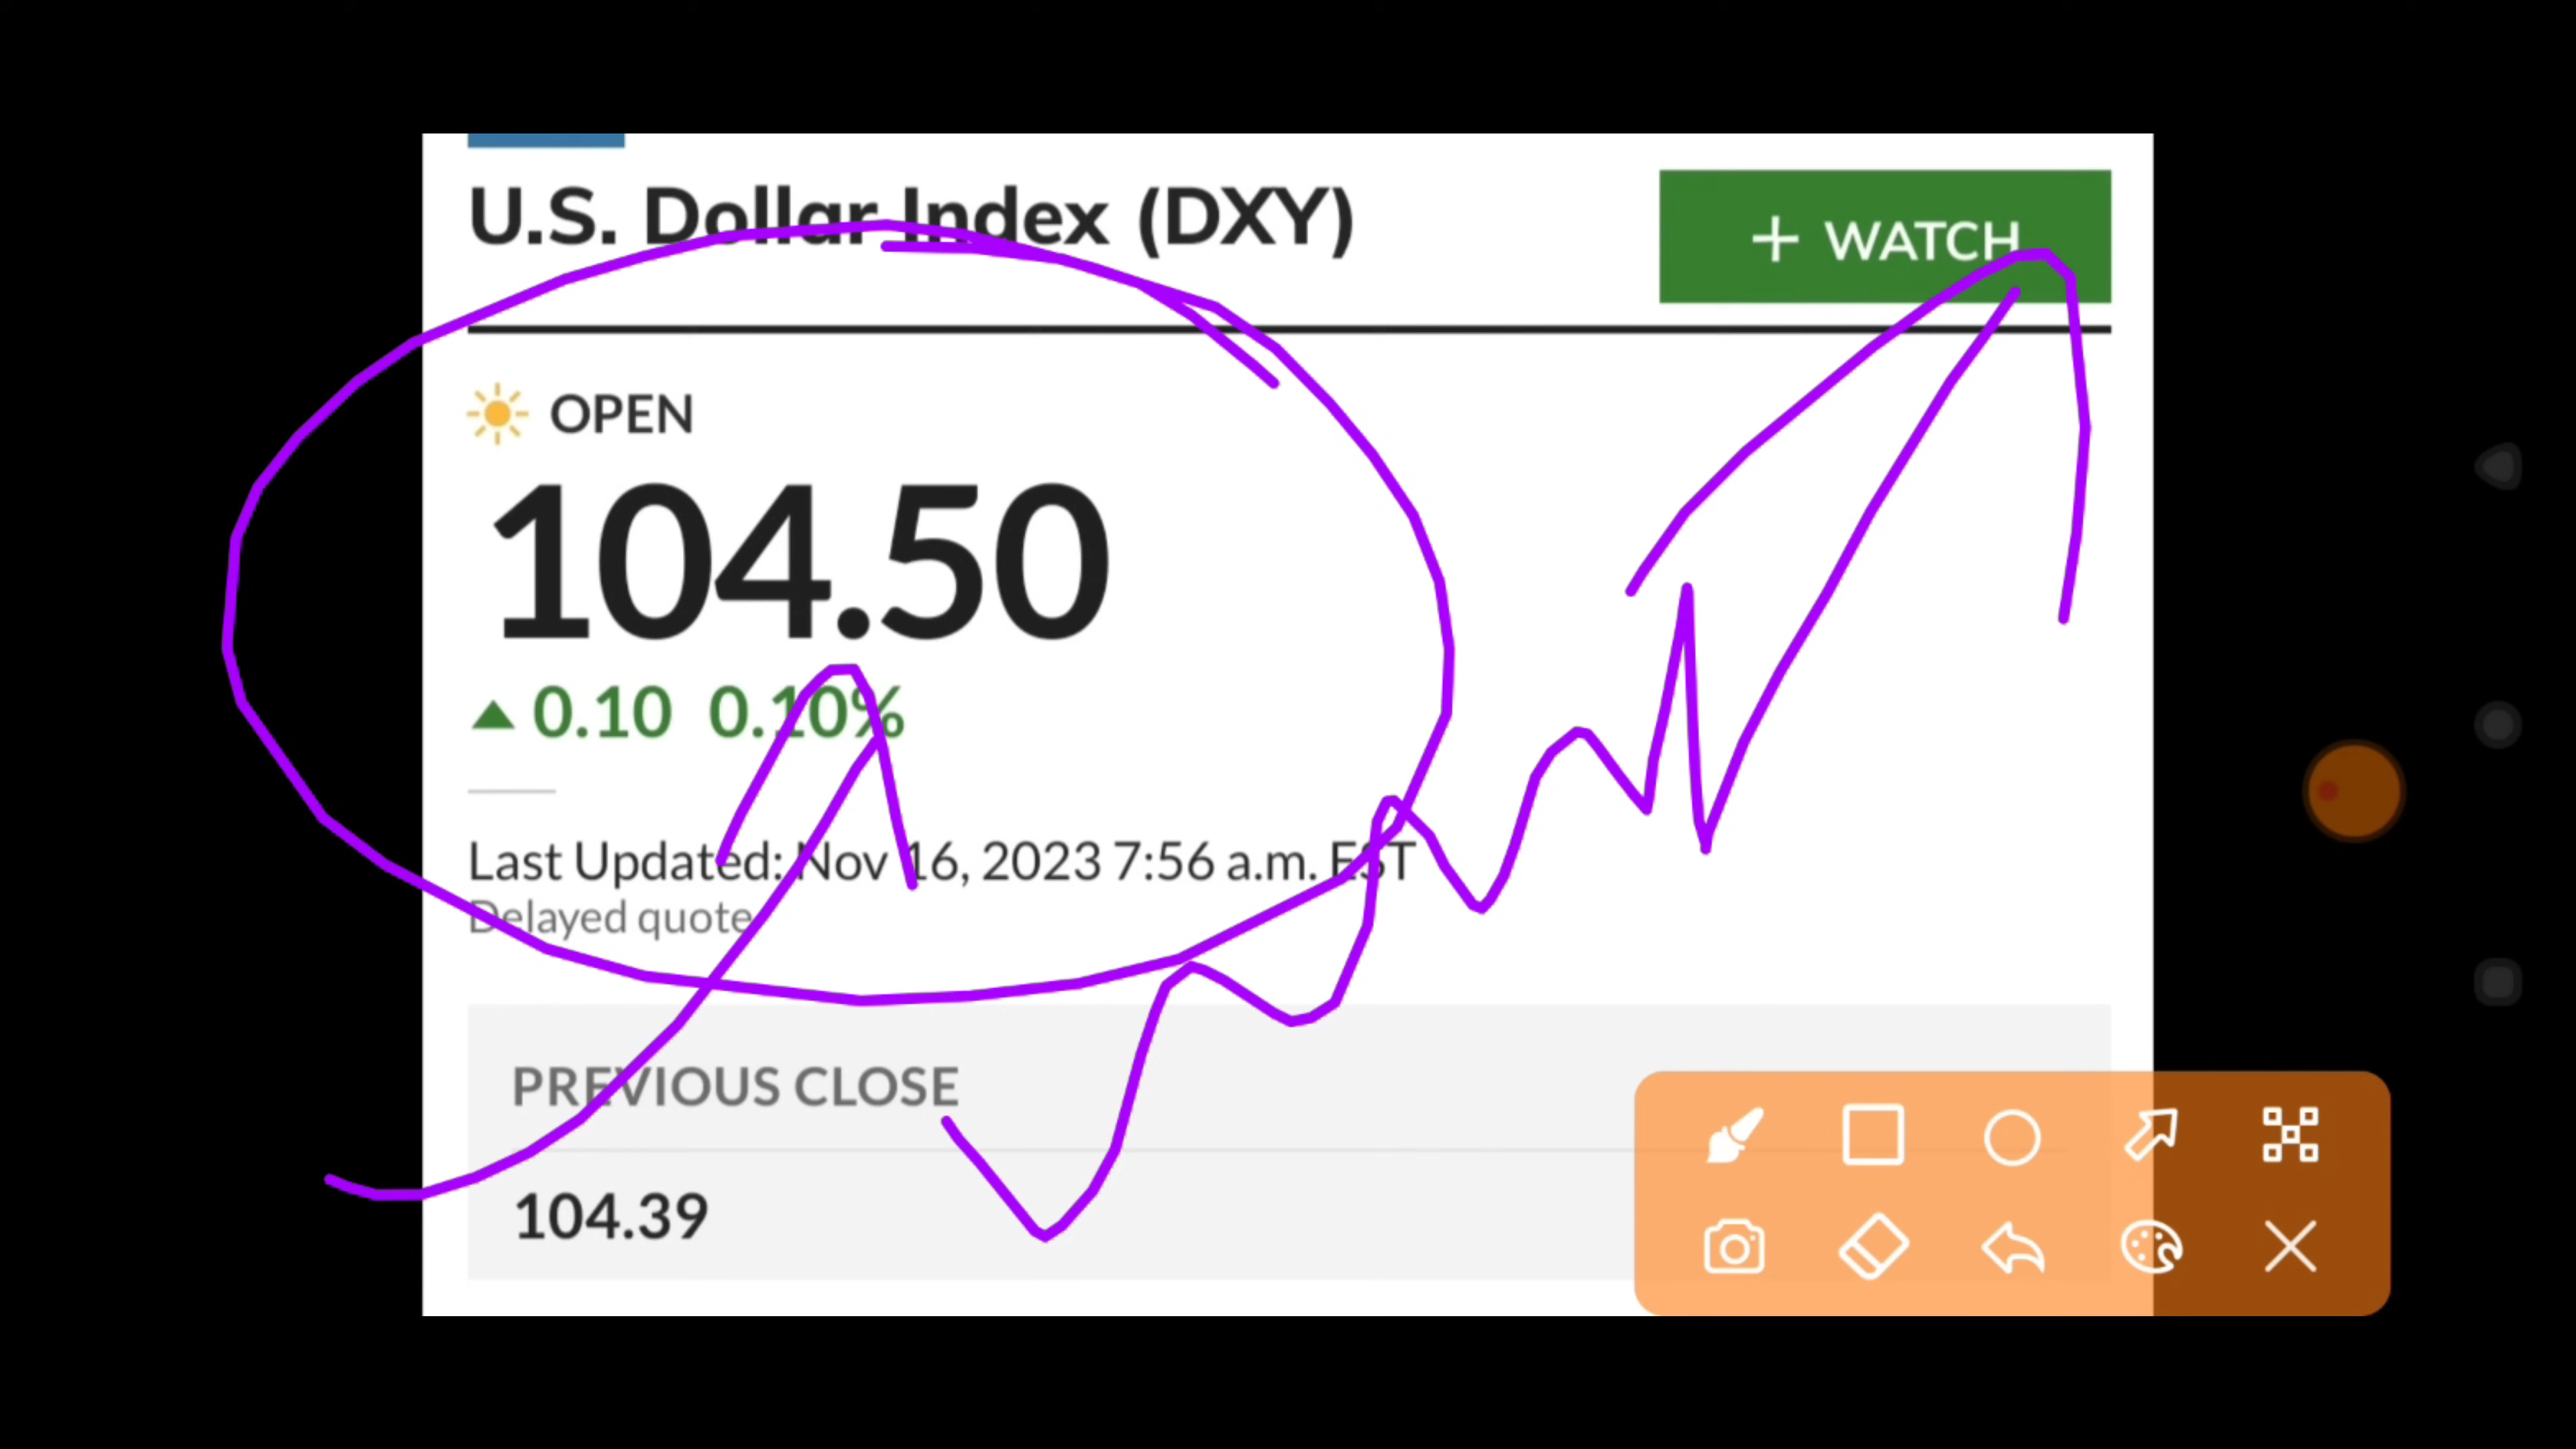 U.S. Dollar Index (DXY)
+ WATCH
OPEN
104.50
0.10 0.10%
Last Updated: Nov 16, 2023 7:56 a.m. EST
Delayed quote
PREVIOUS CLOSE
104.39